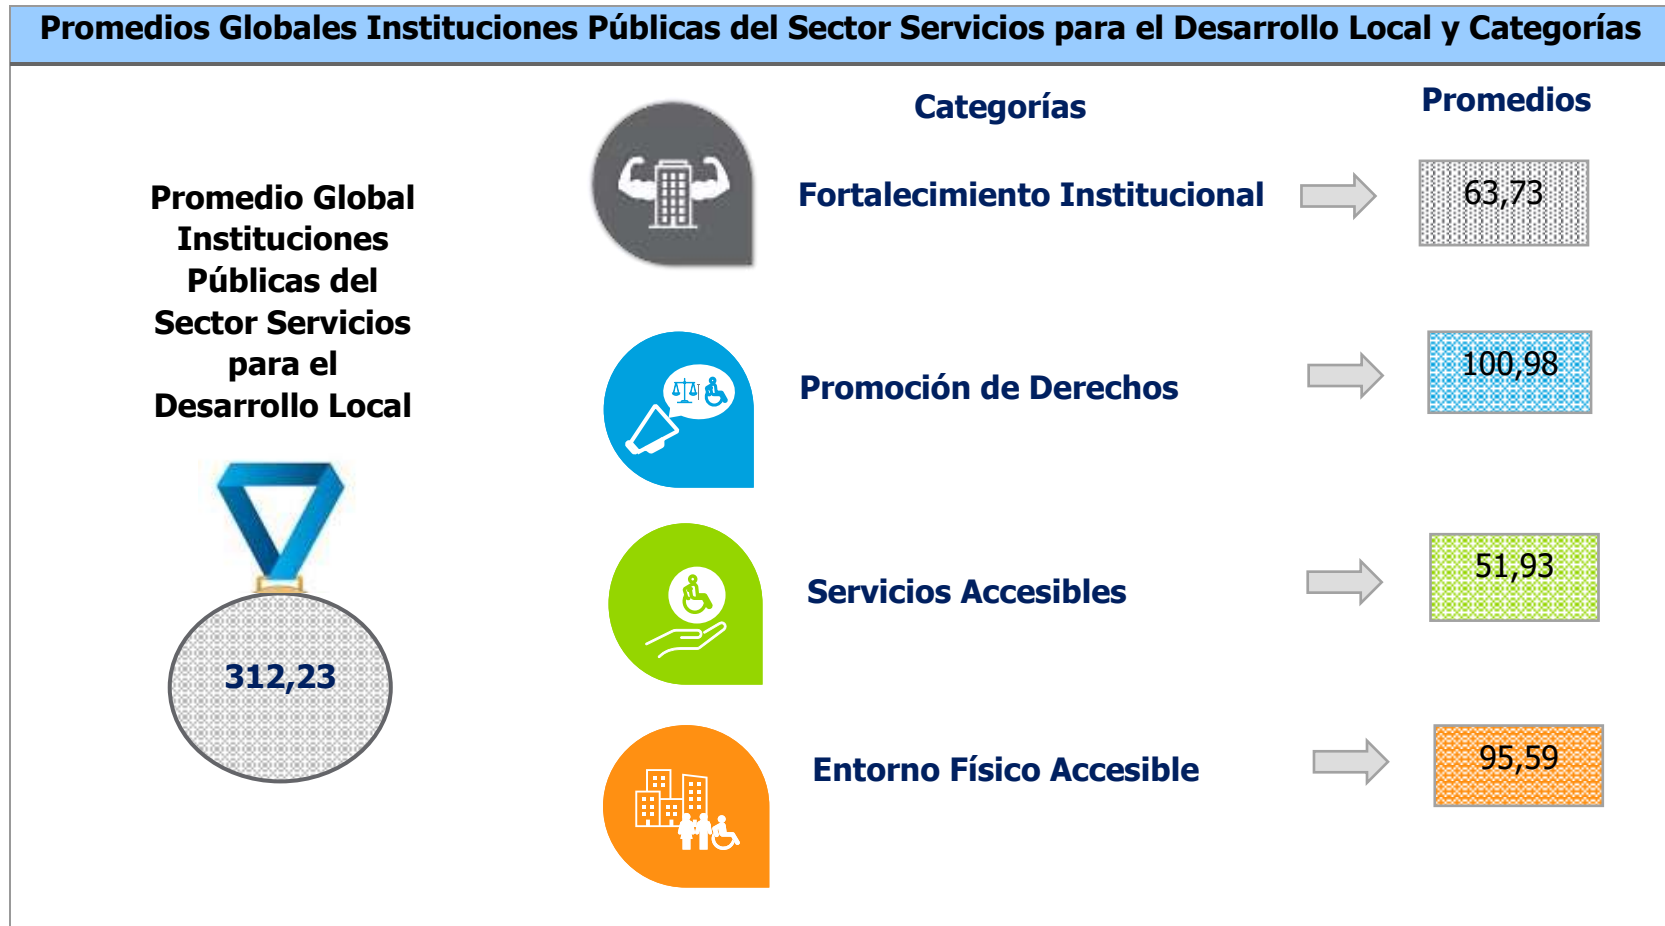 Promedios Globales Instituciones Públicas del Sector Servicios para el Desarrollo Local y Categorías
Promedio Global
Instituciones
Públicas del
Sector Servicios
para el
Desarrollo Local
312,23
Categorías
Promedios
Fortalecimiento Institucional
63,73
Promoción de Derechos
100,98
Servicios Accesibles
51,93
Entorno Físico Accesible
95,59